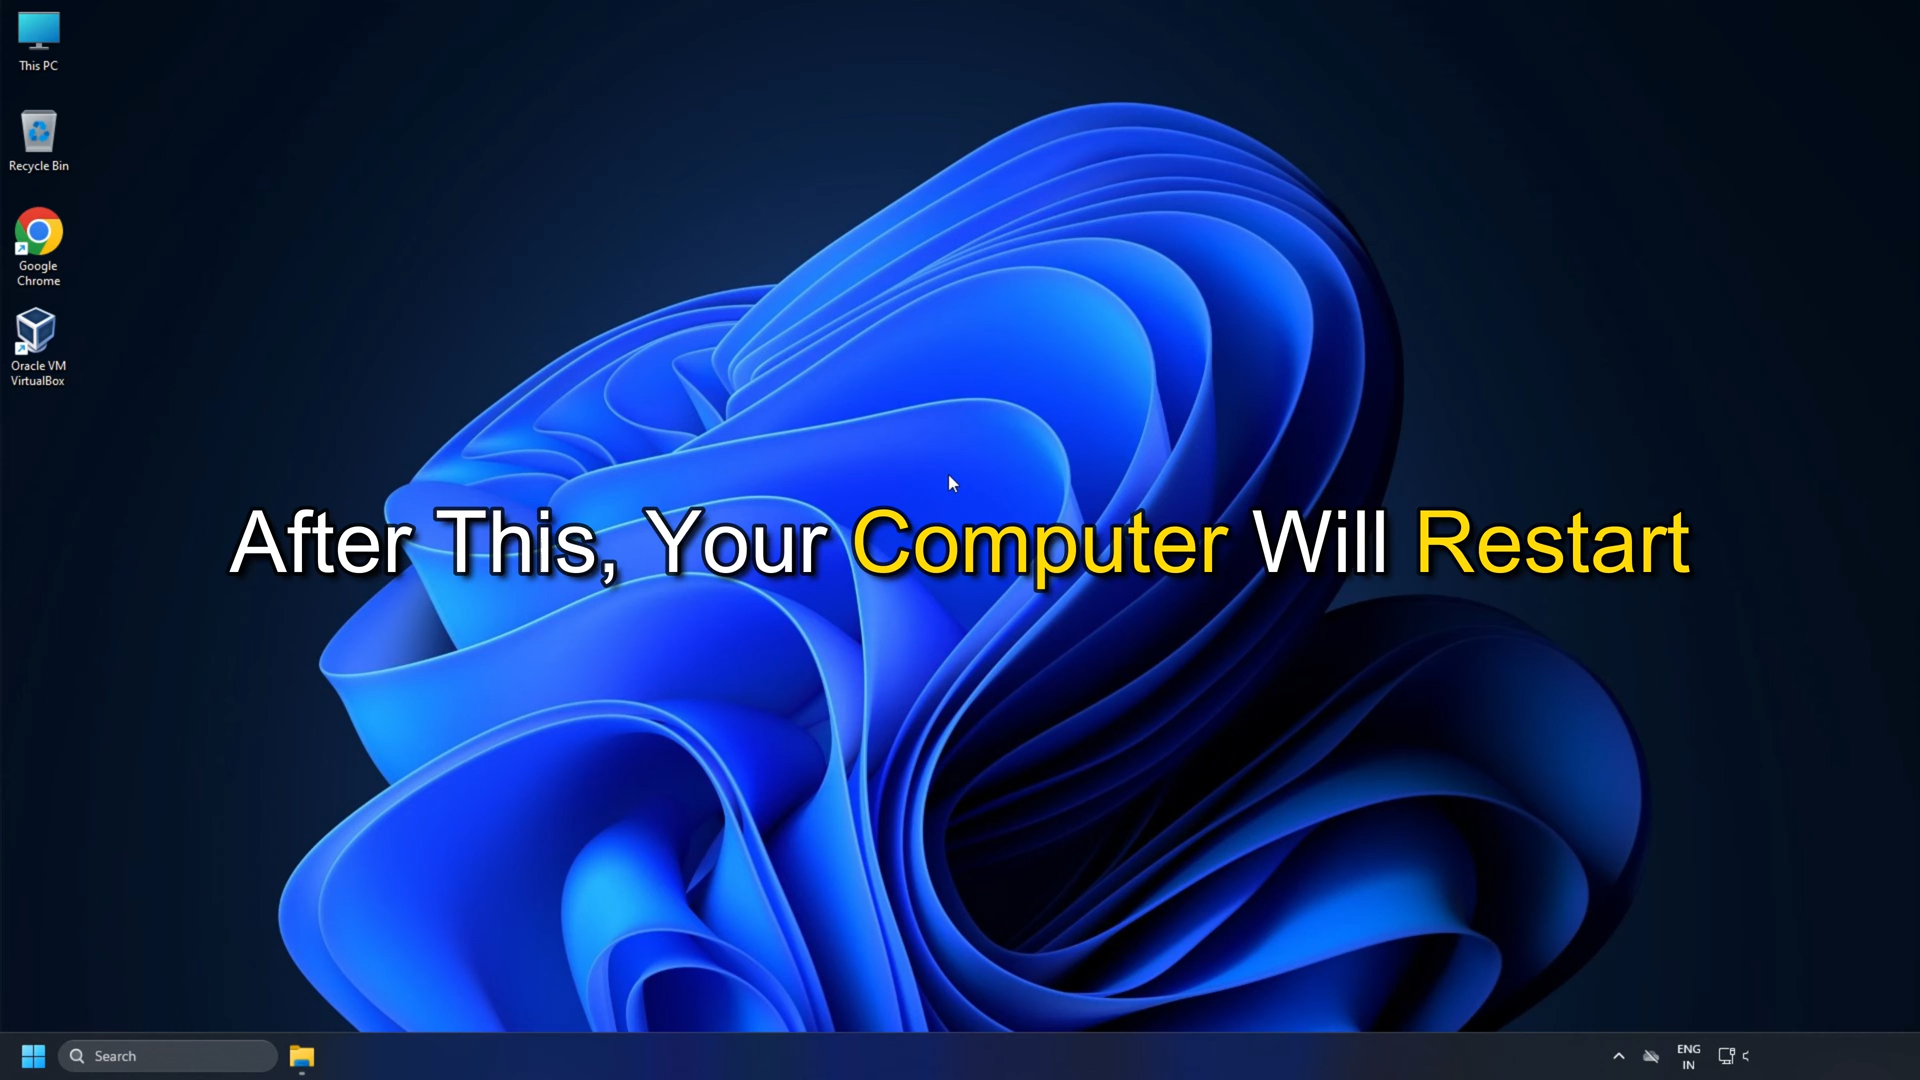 This PC
Recycle Bin
Google
Chrome
Oracle VM
VirtualBox
After This, Your Computer Will Restart
Search
ENG
IN